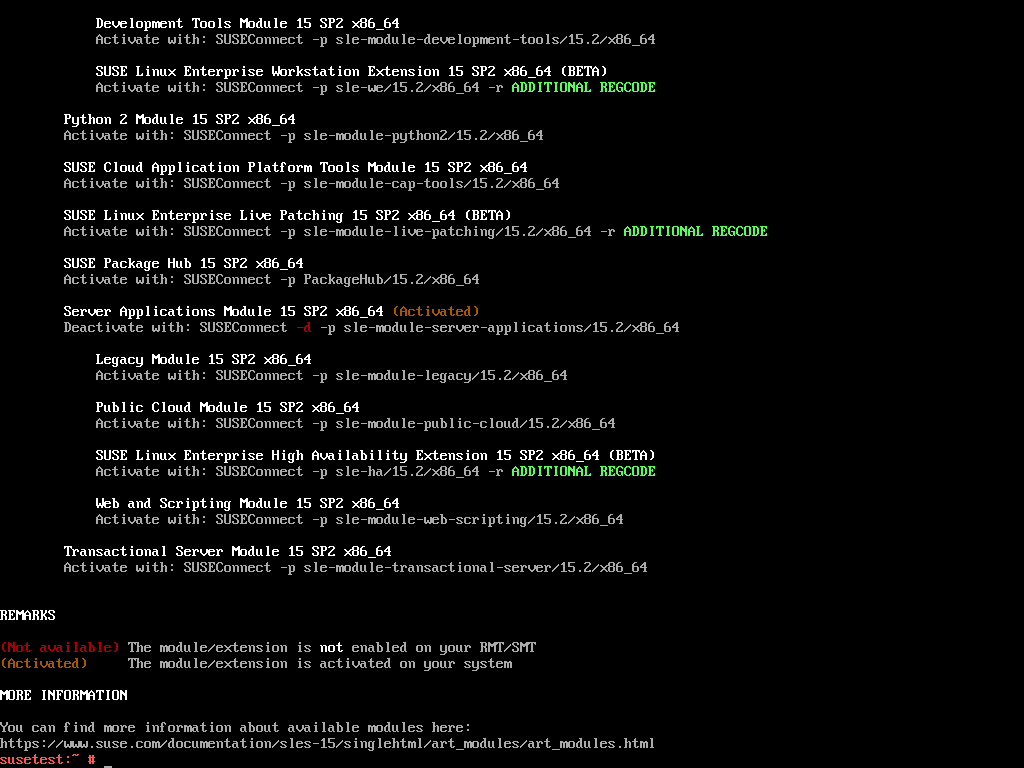 Development Tools Module 15 SP2 x86_64
Activate with: SUSEConnect -p sle-module-development-tools/15.2/x86_64
SUSE Linux Enterprise Workstation Extension 15 SP2 x86_64 (BETA)
Activate with: SUSEConnect -p sle-we/15.2/x86_64 -r ADDITIONAL REGCODE
Python 2 Module 15 SP2 x86_64
Activate with: SUSEConnect -p sle-module-python2/15.2/x86_64
SUSE Cloud Application Platform Tools Module 15 SP2 x86_64
Activate with: SUSEConnect -p sle-module-cap-tools/15.2/x86_64
SUSE Linux Enterprise Live Patching 15 SP2 x86_64 (BETA)
Activate with: SUSEConnect -p sle-module-live-patching/15.2/x86_64 -r ADDITIONAL REGCODE
SUSE Package Hub 15 SP2 x86_64
Activate with: SUSEConnect -p PackageHub/15.2/x86_64
Server Applications Module 15 SP2 x86_64 (Activated)
Deactivate with: SUSEConnect -d -p sle-module-server-applications/15.2/x86_64
Legacy Module 15 SP2 x86_64
Activate with: SUSEConnect -p sle-module-legacy/15.2/x86_64
Public Cloud Module 15 SP2 x86_64
Activate with: SUSEConnect -p sle-module-public-cloud/15.2/x86_64
SUSE Linux Enterprise High Availability Extension 15 SP2 x86_64 (BETA)
Activate with: SUSEConnect -p sle-ha/15.2/x86_64 -r ADDITIONAL REGCODE
Web and Scripting Module 15 SP2 x86_64
Activate with: SUSEConnect -p sle-module-web-scripting/15.2/x86_64
Transactional Server Module 15 SP2 x86_64
Activate with: SUSEConnect -p sle-module-transactional-server/15.2/x86_64
REMARKS
(Not available) The module/extension is not enabled on your RMT/SMT
(Activated) The module/extension is activated on your system
MORE INFORMATION
You can find more information about available modules here:
https://www.suse.com/documentation/sles-15/singlehtml/art_modules/art_modules.html
susetest:~ # _